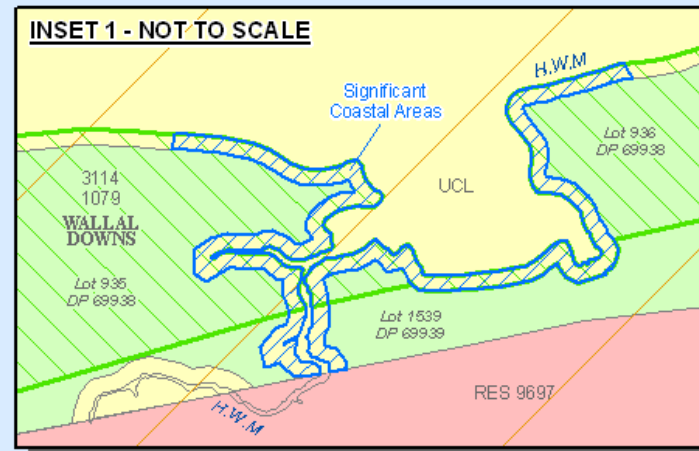 INSET 1 - NOT TO SCALE
H.W.M
Significant
Coastal Areas
Lot 936
DP 69938
3114
1079
WALLAL
DOWNS
UCL
Lot 935
DP 69938
Lot 1539
DP 69939
RES 9697
H.W.M